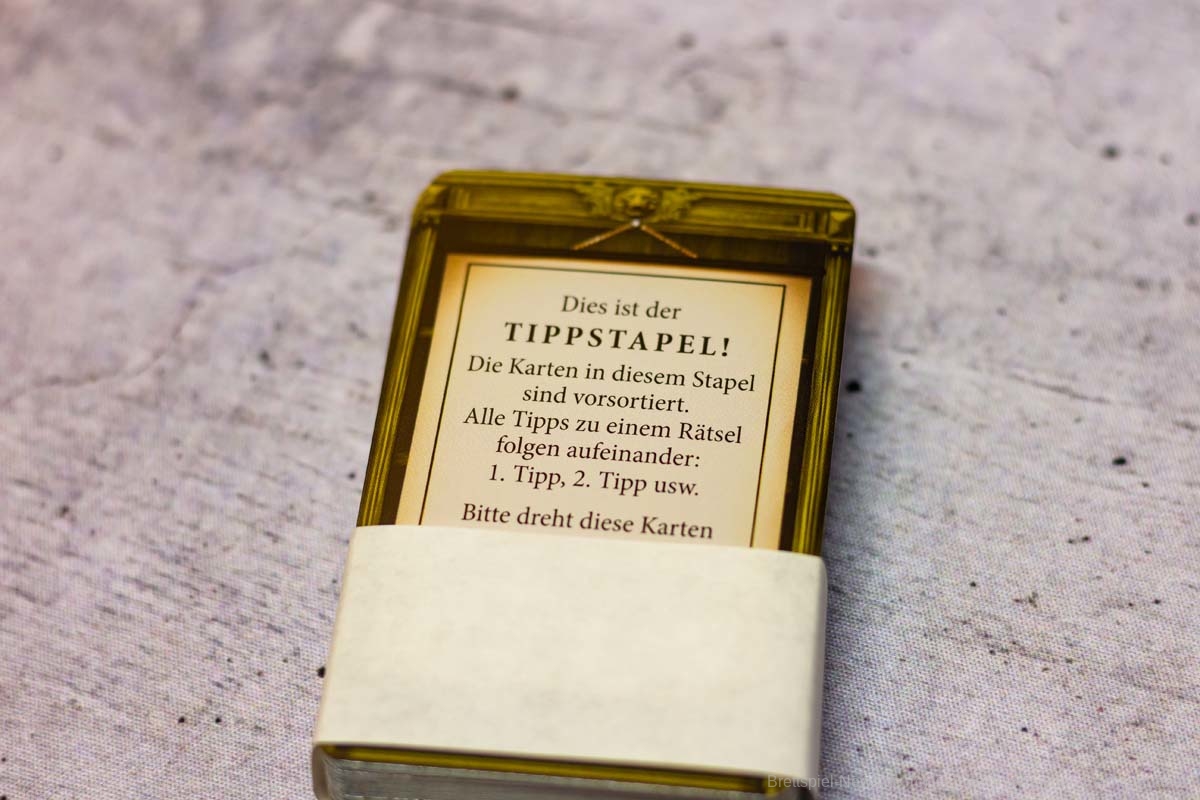 Dies ist der
TIPPSTAPEL!
Die Karten in diesem Stapel
sind vorsortiert.
Alle Tipps zu einem Rätsel
folgen aufeinander:
1. Tipp, 2. Tipp usw.
Bitte dreht diese Karten